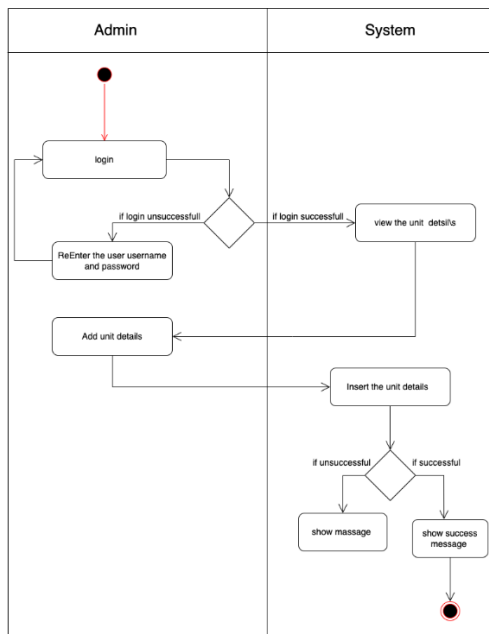 Admin
System
login
if login unsuccessfull
if login successful
view the unit detsil\s
ReEnter the user username
and password
Add unit details
Insert the unit details
if unsuccessful
if successful
show massage
show success
message